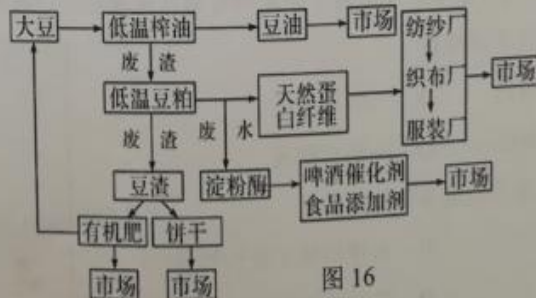 大豆
低温榨油
豆油
市场
纺纱厂
废渣
低温豆粕
天然蛋
白纤维
织布厂
市场
废渣
废水
服装厂
豆渣
淀粉酶
啤酒催化剂
食品添加剂
市场
有机肥
饼干
市场
市场
图16